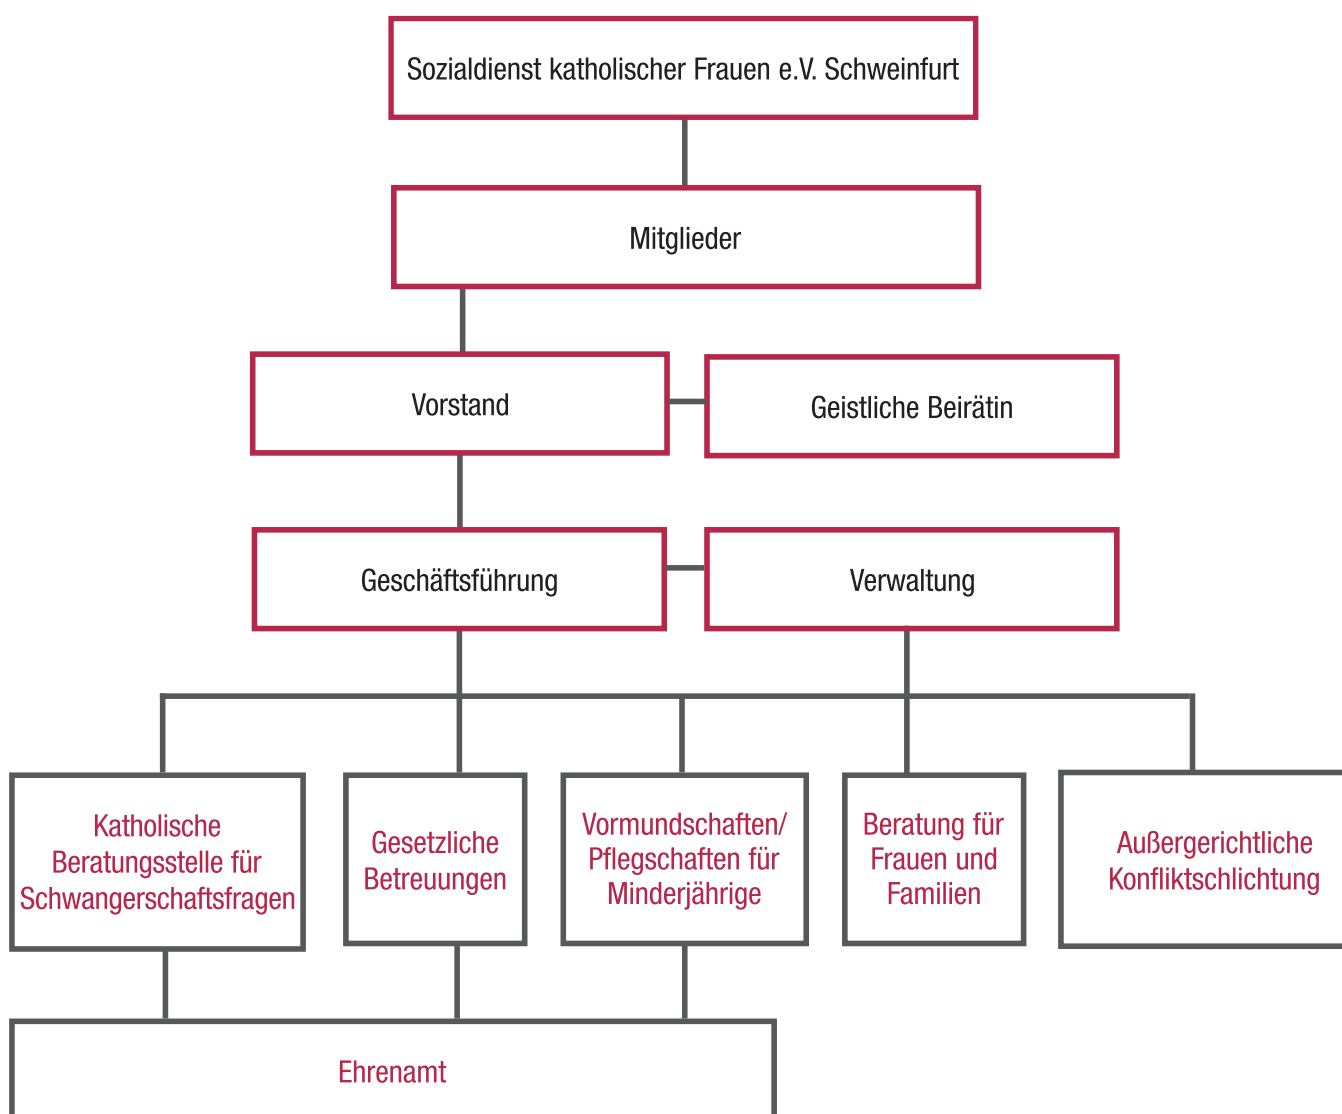 Sozialdienst katholischer Frauen e.V. Schweinfurt
Mitglieder
Vorstand
Geistliche Beirätin
Geschäftsführung
Verwaltung
Katholische
Beratungsstelle für
Schwangerschaftsfragen
Gesetzliche
Betreuungen
Vormundschaften/
Pflegschaften für
Minderjährige
Beratung für
Frauen und
Familien
Außergerichtliche
Konfliktschlichtung
Ehrenamt